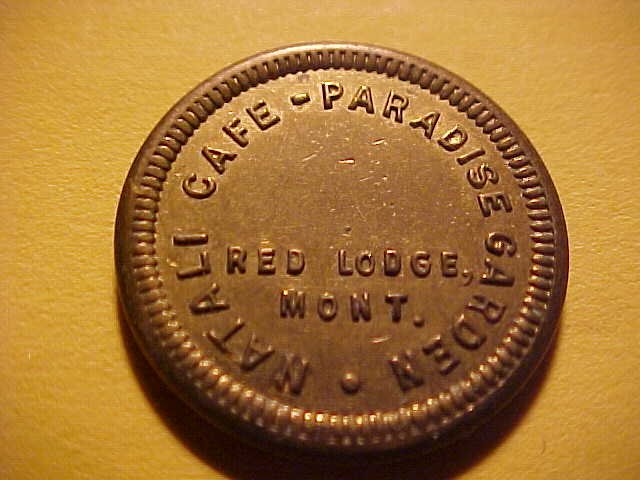 NATALI CAFE - PARADISE GARDEN •
RED LODGE,
MONT.